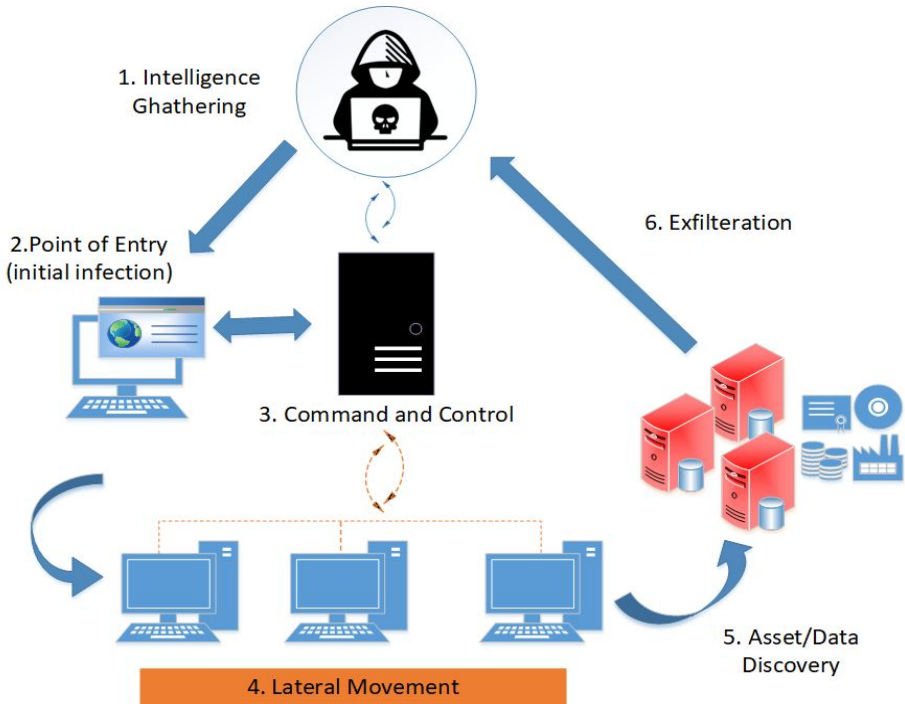 1. Intelligence
Ghathering
2.Point of Entry
(initial infection)
6. Exfilteration
3. Command and Control
5. Asset/Data
Discovery
4. Lateral Movement